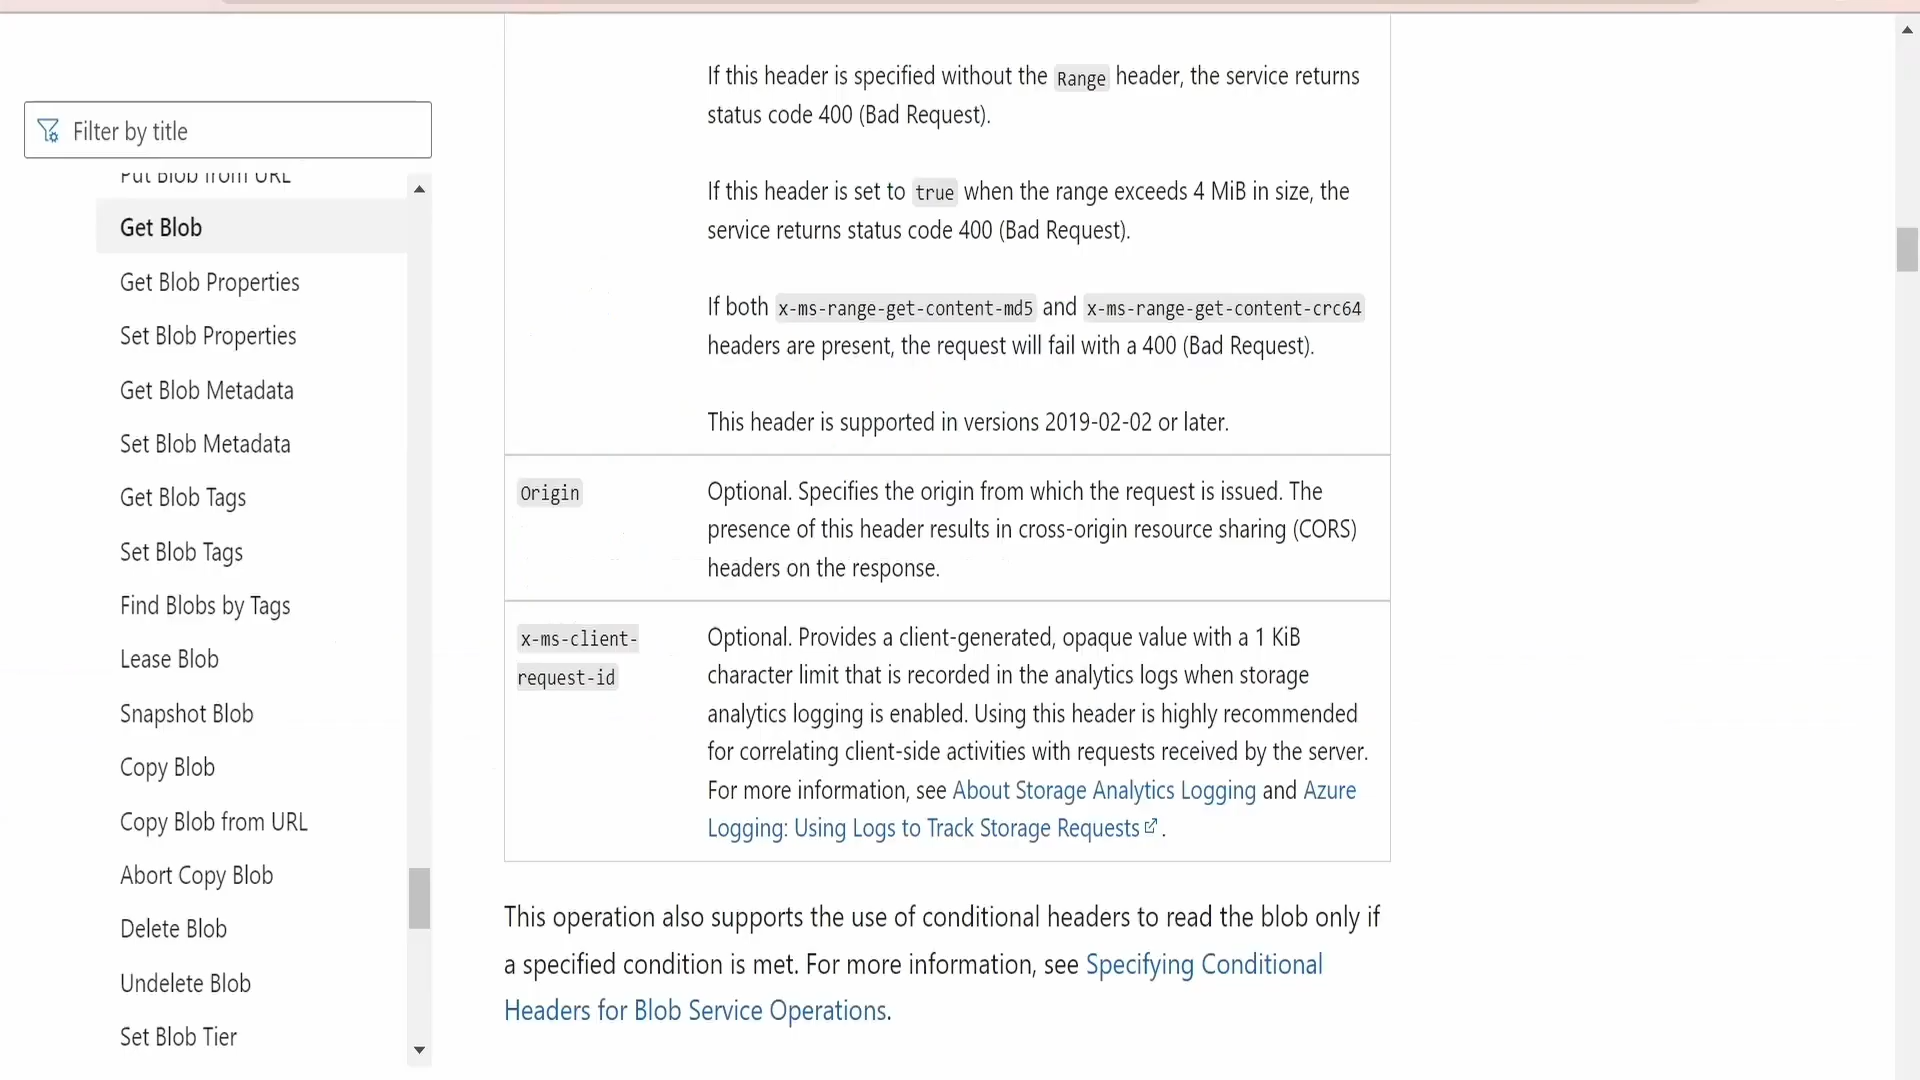 Filter by title
Put Blob from URL
Get Blob
Get Blob Properties
Set Blob Properties
Get Blob Metadata
Set Blob Metadata
Get Blob Tags
Set Blob Tags
Find Blobs by Tags
Lease Blob
Snapshot Blob
Copy Blob
Copy Blob from URL
Abort Copy Blob
Delete Blob
Undelete Blob
Set Blob Tier
If this header is specified without the Range header, the service returns
status code 400 (Bad Request).
If this header is set to true when the range exceeds 4 MiB in size, the
service returns status code 400 (Bad Request).
If both x-ms-range-get-content-md5 and x-ms-range-get-content-crc64
headers are present, the request will fail with a 400 (Bad Request).
This header is supported in versions 2019-02-02 or later.
Origin
Optional. Specifies the origin from which the request is issued. The
presence of this header results in cross-origin resource sharing (CORS)
headers on the response.
x-ms-client-
request-id
Optional. Provides a client-generated, opaque value with a 1 KiB
character limit that is recorded in the analytics logs when storage
analytics logging is enabled. Using this header is highly recommended
for correlating client-side activities with requests received by the server.
For more information, see About Storage Analytics Logging and Azure
Logging: Using Logs to Track Storage Requests.
This operation also supports the use of conditional headers to read the blob only if
a specified condition is met. For more information, see Specifying Conditional
Headers for Blob Service Operations.